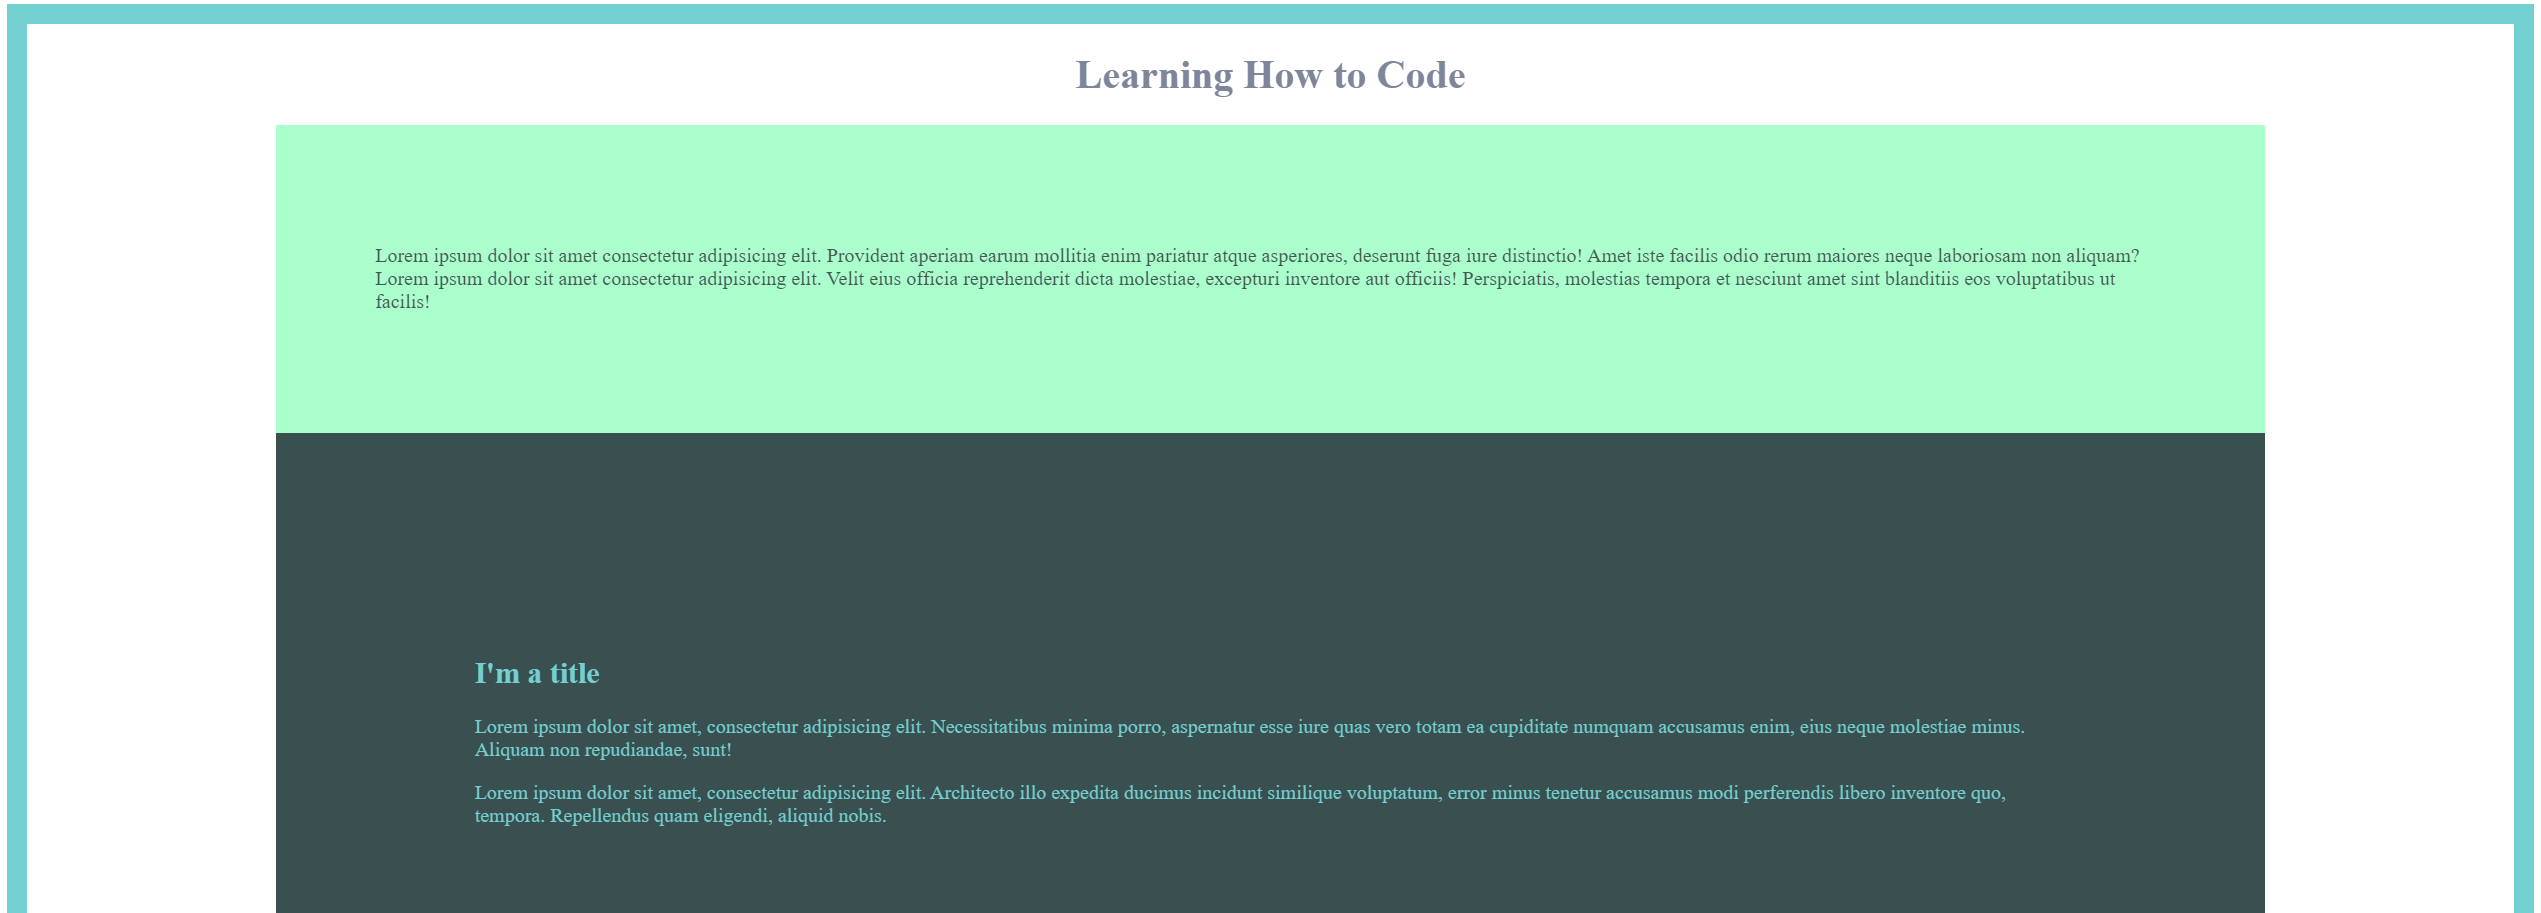 Learning How to Code
Lorem ipsum dolor sit amet consectetur adipisicing elit. Provident aperiam earum mollitia enim pariatur atque asperiores, deserunt fuga iure distinctio! Amet iste facilis odio rerum maiores neque laboriosam non aliquam?
Lorem ipsum dolor sit amet consectetur adipisicing elit. Velit eius officia reprehenderit dicta molestiae, excepturi inventore aut officiis! Perspiciatis, molestias tempora et nesciunt amet sint blanditiis eos voluptatibus ut
facilis!
I'm a title
Lorem ipsum dolor sit amet, consectetur adipisicing elit. Necessitatibus minima porro, aspernatur esse iure quas vero totam ea cupiditate numquam accusamus enim, eius neque molestiae minus.
Aliquam non repudiandae, sunt!
Lorem ipsum dolor sit amet, consectetur adipisicing elit. Architecto illo expedita ducimus incidunt similique voluptatum, error minus tenetur accusamus modi perferendis libero inventore quo,
tempora. Repellendus quam eligendi, aliquid nobis.